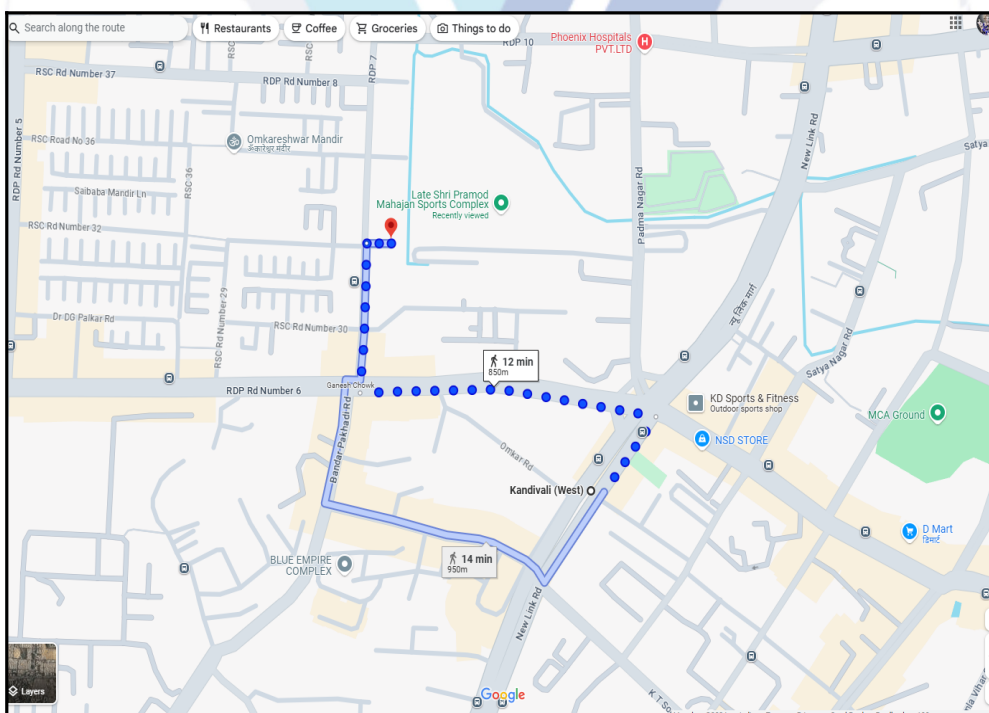 Search along the route
Restaurants
Coffee
Groceries
Things to do
RDP 10
Phoenix Hospitals
PVT.LTD
H
RSC Rd Number 37
RDP Rd Number 8
RDP 7
RDP Rd Number 5
RSC Road No 36
RSC 36
Omkareshwar Mandir
ॐकारेश्वर मंदीर
Saibaba Mandir Ln
Late Shri Pramod
Mahajan Sports Complex
Recently viewed
Padma Nagar Rd
New Link Rd
Satya
RSC Rd Number 32
RSC Rd Number 29
Dr DG Palkar Rd
RSC Rd Number 30
न्यू लिंक मार्ग
Satya Nagar Rd
12 min
850m
RDP Rd Number 6
Ganesh Chowk
Bandar Pakhadi Rd
KD Sports & Fitness
Outdoor sports shop
MCA Ground
NSD STORE
Omkar Rd
Kandivali (West)
D Mart
डिमार्ट
14 min
950m
BLUE EMPIRE
COMPLEX
New Link Rd
Layers
Google